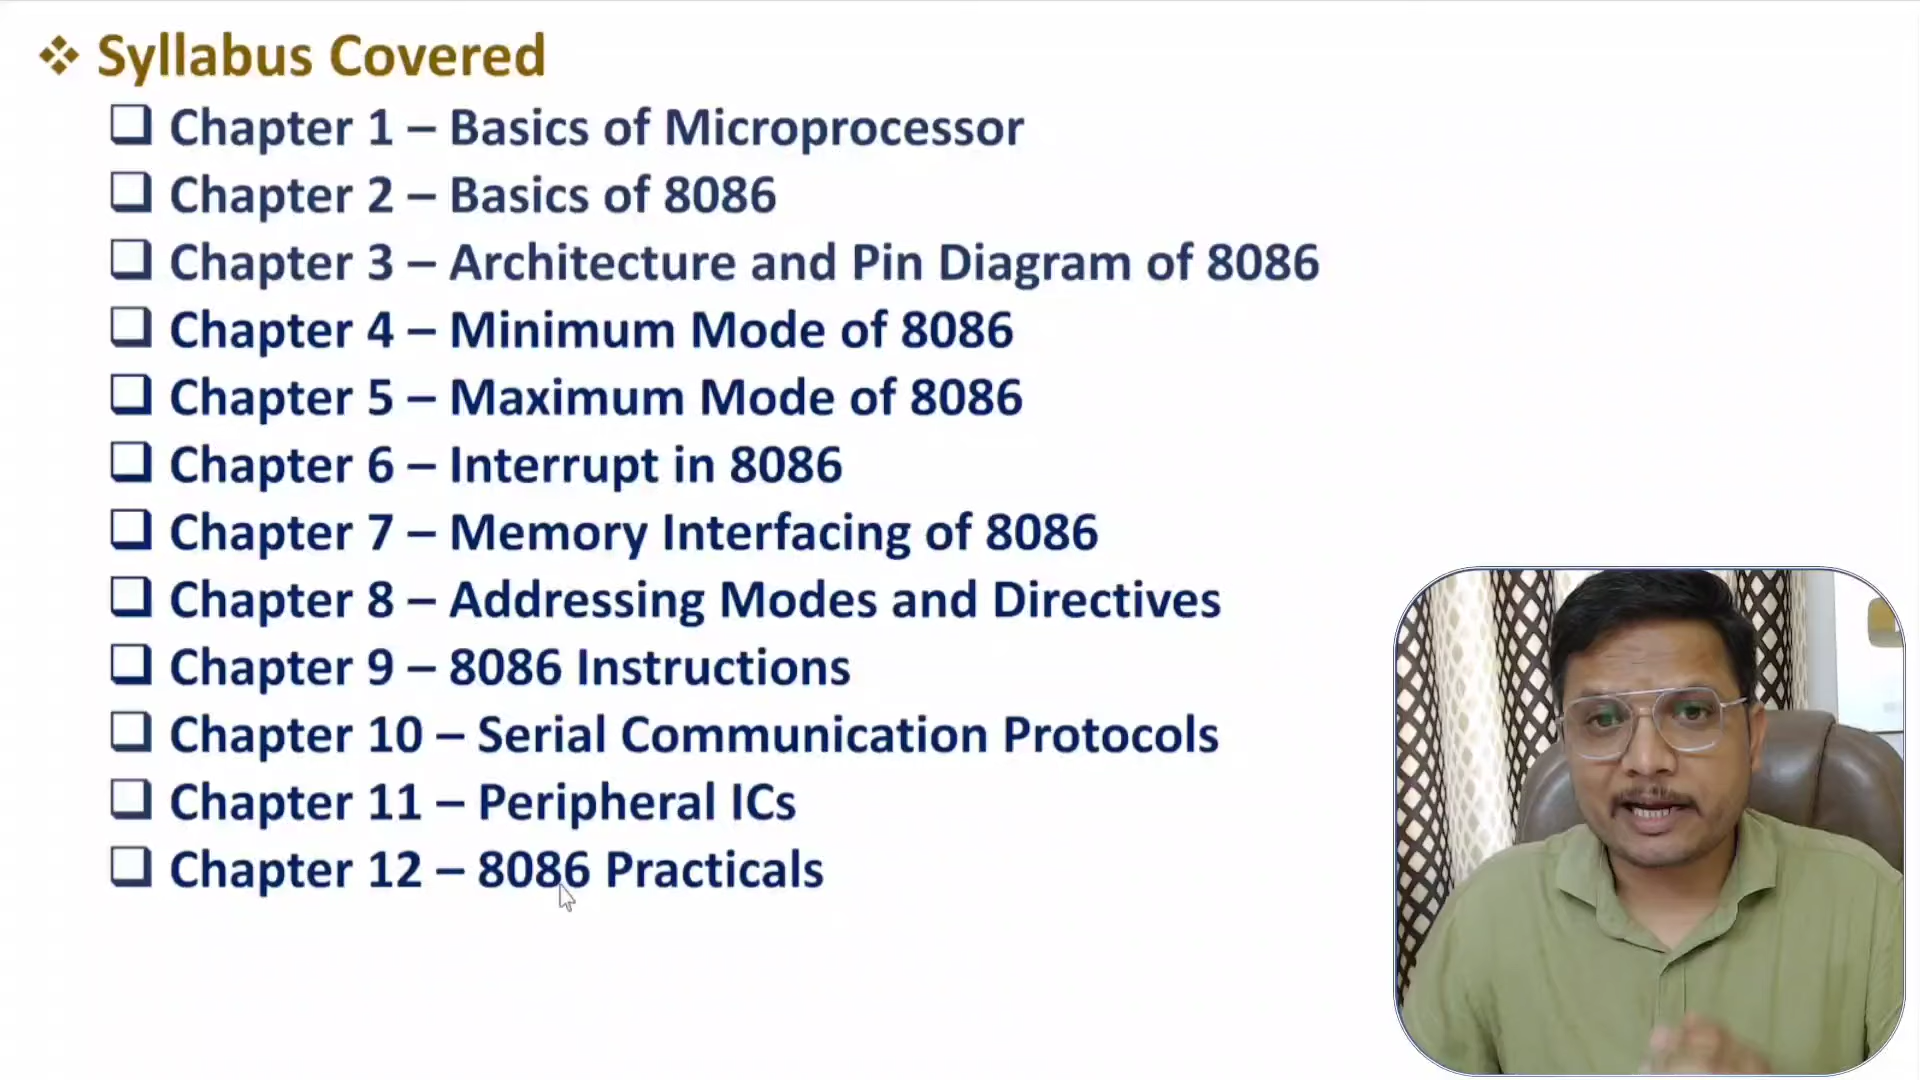 Syllabus Covered
Chapter 1 – Basics of Microprocessor
Chapter 2 – Basics of 8086
Chapter 3 – Architecture and Pin Diagram of 8086
Chapter 4 – Minimum Mode of 8086
Chapter 5 – Maximum Mode of 8086
Chapter 6 – Interrupt in 8086
Chapter 7 – Memory Interfacing of 8086
Chapter 8 – Addressing Modes and Directives
Chapter 9 – 8086 Instructions
Chapter 10 – Serial Communication Protocols
Chapter 11 – Peripheral ICs
Chapter 12 – 8086 Practicals